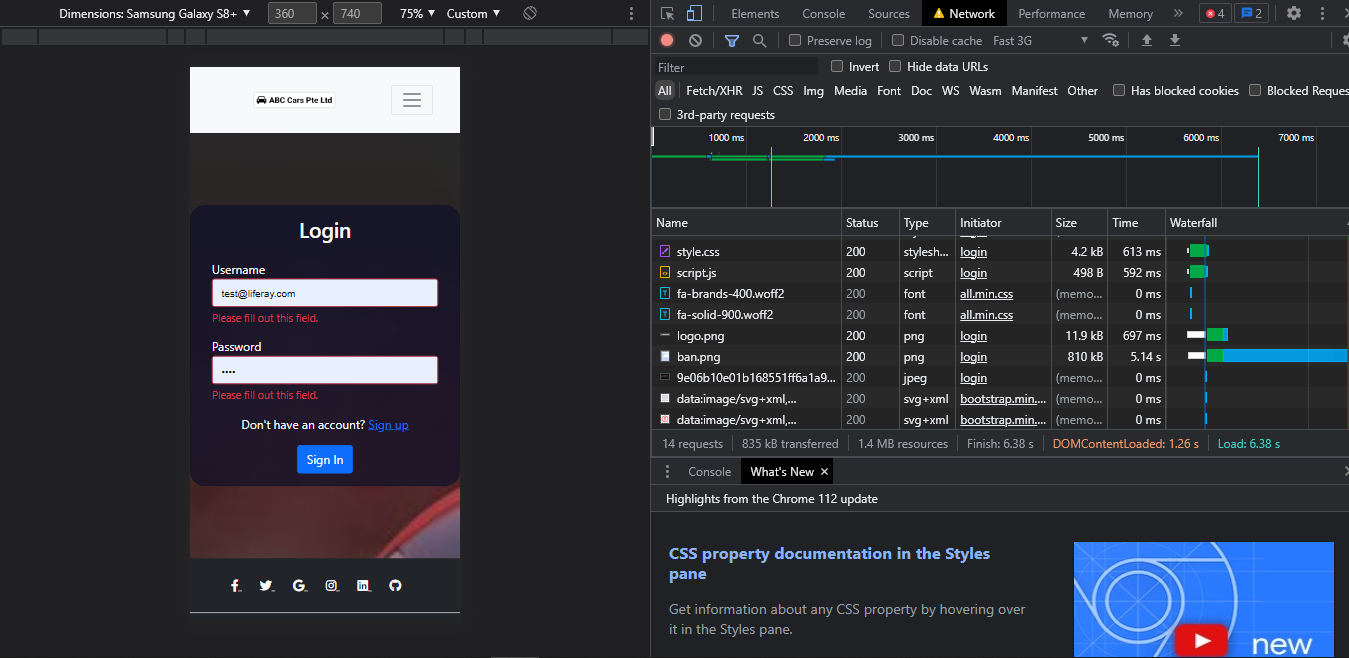 Dimensions: Samsung Galaxy S8+ ▼ 360 × 740 75% ▼ Custom ▼
ABC Cars Pte Ltd
Login
Username
test@liferay.com
Please fill out this field.
Password
••••
Please fill out this field.
Don't have an account? Sign up
Sign In
Elements Console Sources Network Performance Memory » 4 2
Preserve log Disable cache Fast 3G ▼
Filter Invert Hide data URLs
All Fetch/XHR JS CSS Img Media Font Doc WS Wasm Manifest Other Has blocked cookies Blocked Reques
3rd-party requests
1000 ms 2000 ms 3000 ms 4000 ms 5000 ms 6000 ms 7000 ms
Name Status Type Initiator Size Time Waterfall
style.css 200 stylesh... login 4.2 kB 613 ms
script.js 200 script login 498 B 592 ms
fa-brands-400.woff2 200 font all.min.css (memo... 0 ms
fa-solid-900.woff2 200 font all.min.css (memo... 0 ms
logo.png 200 png login 11.9 kB 697 ms
ban.png 200 png login 810 kB 5.14 s
9e06b10e01b168551ff6a1a9... 200 jpeg login (memo... 0 ms
data:image/svg+xml,... 200 svg+xml bootstrap.min.... (memo... 0 ms
data:image/svg+xml,... 200 svg+xml bootstrap.min.... (memo... 0 ms
14 requests 835 kB transferred 1.4 MB resources Finish: 6.38 s DOMContentLoaded: 1.26 s Load: 6.38 s
Console What's New ×
Highlights from the Chrome 112 update
CSS property documentation in the Styles
pane
Get information about any CSS property by hovering over
it in the Styles pane.
new